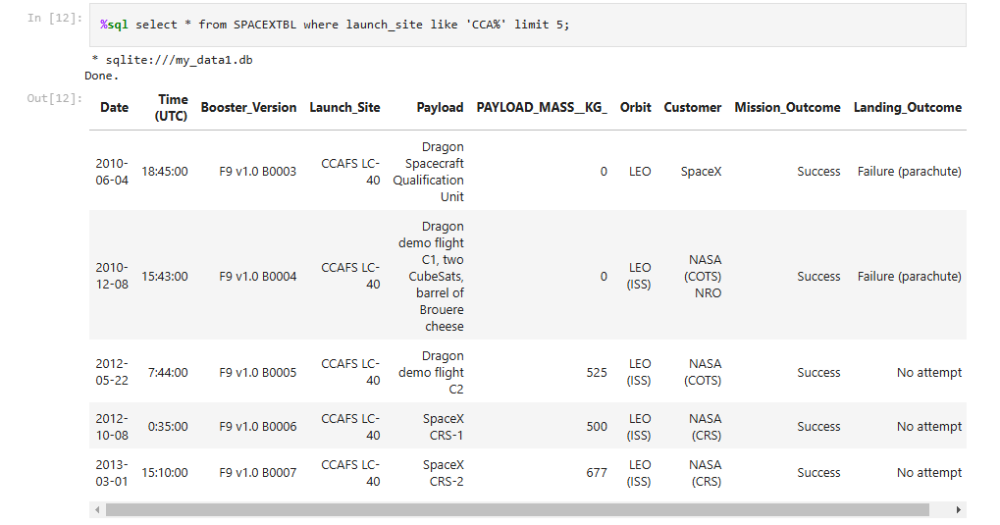 In [12]:
%sql select * from SPACEXTBL where launch_site like 'CCA%' limit 5;
* sqlite:///my_data1.db
Done.
Out[12]:
Date Time (UTC) Booster_Version Launch_Site Payload PAYLOAD_MASS__KG_ Orbit Customer Mission_Outcome Landing_Outcome
2010-06-04 18:45:00 F9 v1.0 B0003 CCAFS LC-40 Dragon Spacecraft Qualification Unit 0 LEO SpaceX Success Failure (parachute)
2010-12-08 15:43:00 F9 v1.0 B0004 CCAFS LC-40 Dragon demo flight C1, two CubeSats, barrel of Brouere cheese 0 LEO (ISS) NASA (COTS) NRO Success Failure (parachute)
2012-05-22 7:44:00 F9 v1.0 B0005 CCAFS LC-40 Dragon demo flight C2 525 LEO (ISS) NASA (COTS) Success No attempt
2012-10-08 0:35:00 F9 v1.0 B0006 CCAFS LC-40 SpaceX CRS-1 500 LEO (ISS) NASA (CRS) Success No attempt
2013-03-01 15:10:00 F9 v1.0 B0007 CCAFS LC-40 SpaceX CRS-2 677 LEO (ISS) NASA (CRS) Success No attempt